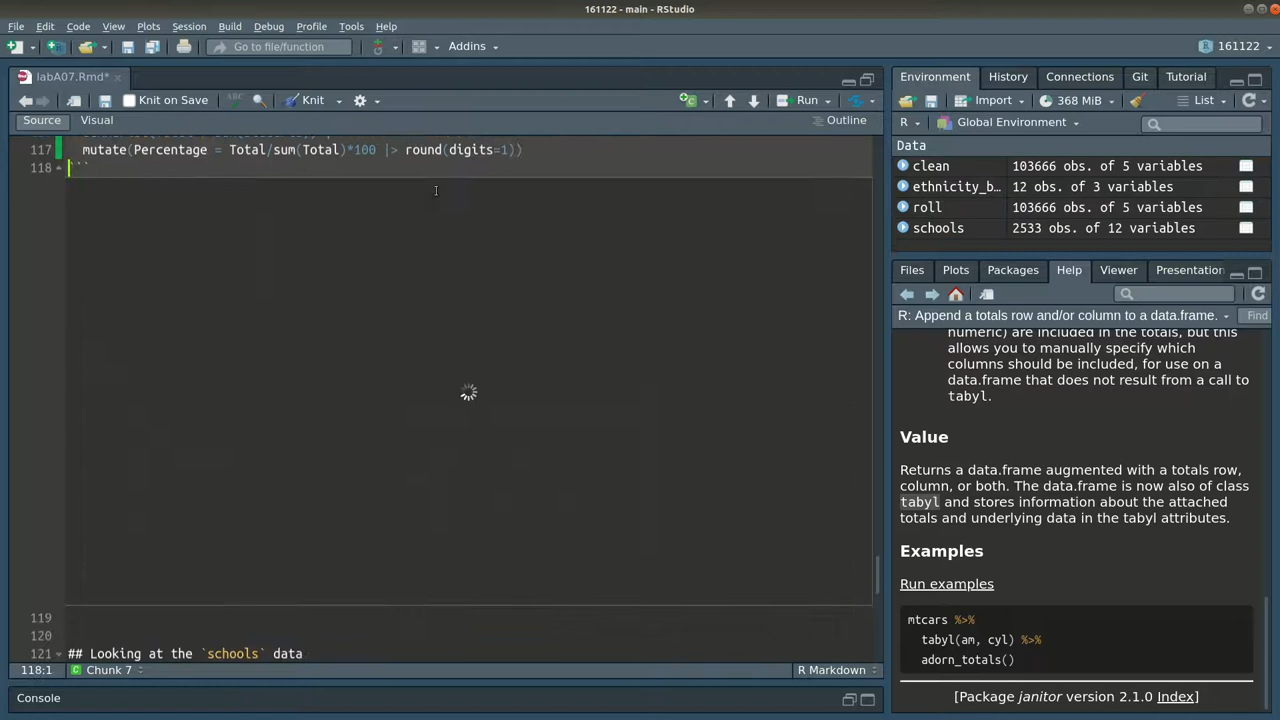 161122 - main - RStudio
File Edit Code View Plots Session Build Debug Profile Tools Help
Go to file/function
Addins
161122
labA07.Rmd*
Knit on Save
ABC
Knit
Run
Source Visual
Outline
117 mutate(Percentage = Total/sum(Total)*100 |> round(digits=1))
118 ```
119
120
121 ## Looking at the `schools` data
118:1 Chunk 7
R Markdown
Console
Environment History Connections Git Tutorial
Import
368 MiB
List
R
Global Environment
Data
clean 103666 obs. of 5 variables
ethnicity_b… 12 obs. of 3 variables
roll 103666 obs. of 5 variables
schools 2533 obs. of 12 variables
Files Plots Packages Help Viewer Presentation
R: Append a totals row and/or column to a data.frame.
Find
numeric) are included in the totals, but this
allows you to manually specify which
columns should be included, for use on a
data.frame that does not result from a call to
tabyl.
Value
Returns a data.frame augmented with a totals row,
column, or both. The data.frame is now also of class
tabyl and stores information about the attached
totals and underlying data in the tabyl attributes.
Examples
Run examples
mtcars %>%
tabyl(am, cyl) %>%
adorn_totals()
[Package janitor version 2.1.0 Index]